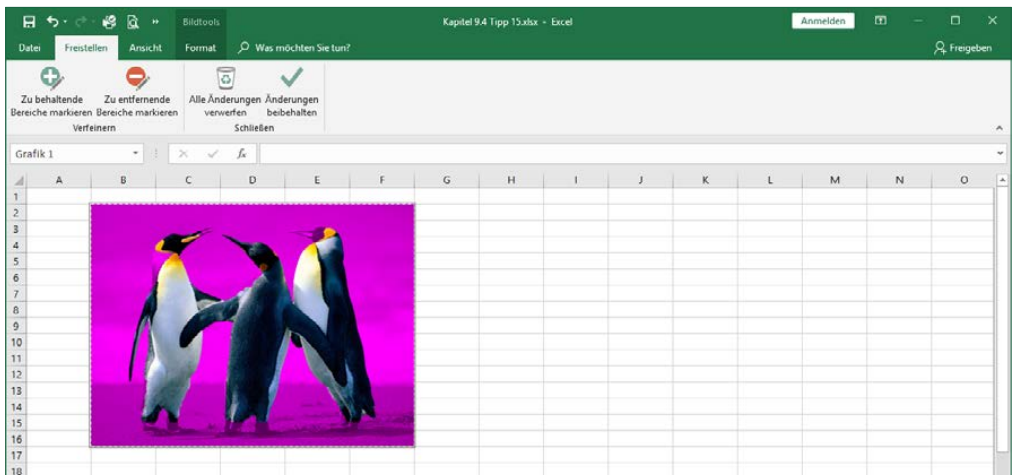 Bildtools
Kapitel 9.4 Tipp 15.xlsx - Excel
Anmelden
Datei Freistellen Ansicht Format Was möchten Sie tun? Freigeben
Zu behaltende Zu entfernende Alle Änderungen Änderungen
Bereiche markieren Bereiche markieren verwerfen beibehalten
Verfeinern Schließen
Grafik 1 fx
A B C D E F G H I J K L M N O
1
2
3
4
5
6
7
8
9
10
11
12
13
14
15
16
17
18